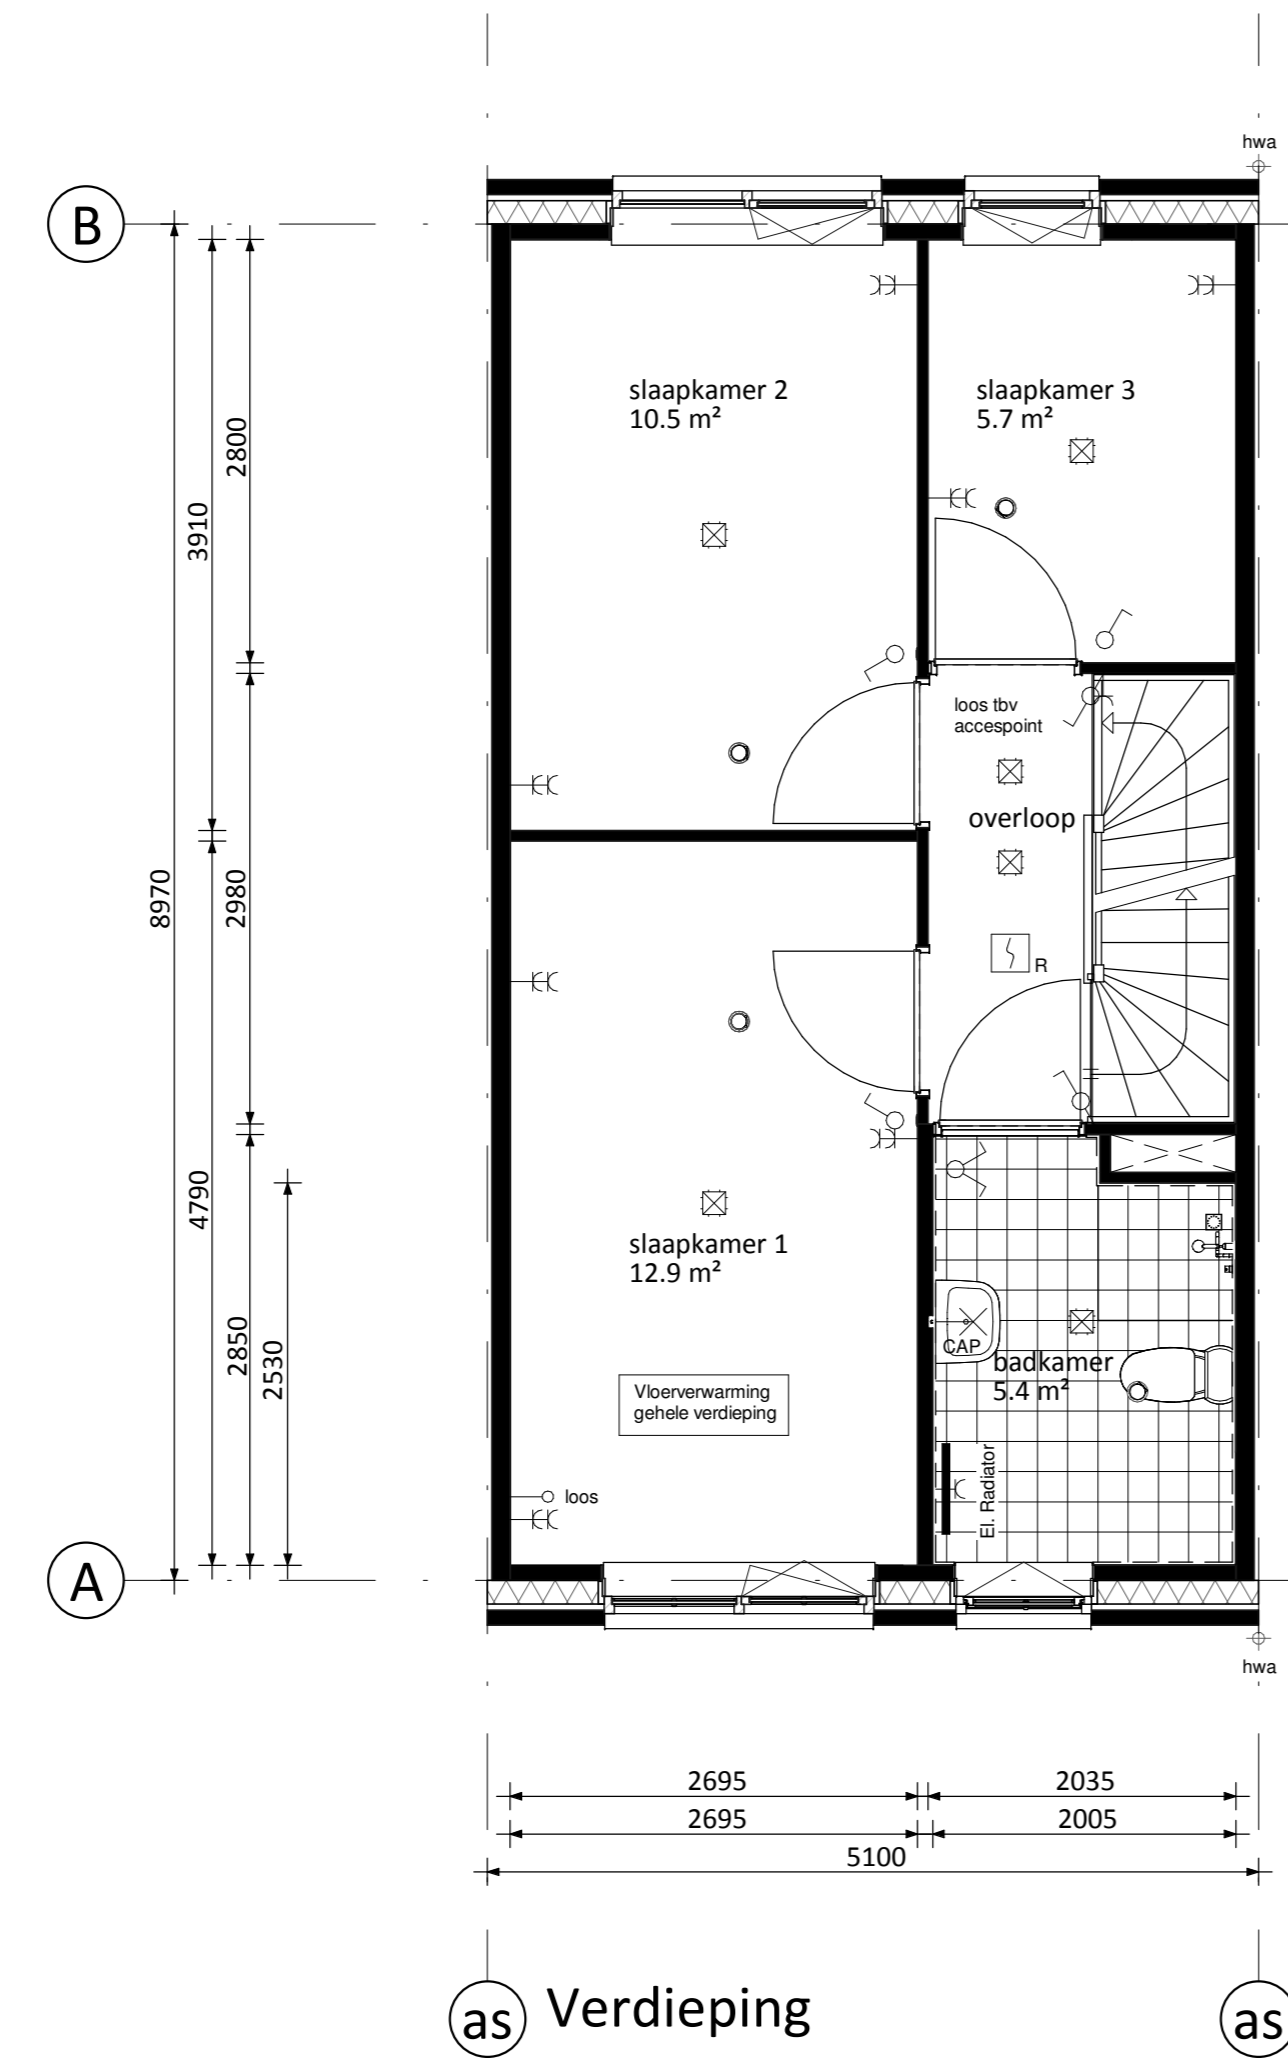 hwa
B
slaapkamer 2
10.5 m²
slaapkamer 3
5.7 m²
2800
3910
loos tbv
accespoint
overloop
8970
2980
R
4790
slaapkamer 1
12.9 m²
2850
2530
CAP
badkamer
5.4 m²
Vloerverwarming
gehele verdieping
El. Radiator
loos
A
hwa
2695
2035
2695
2005
5100
as
Verdieping
as